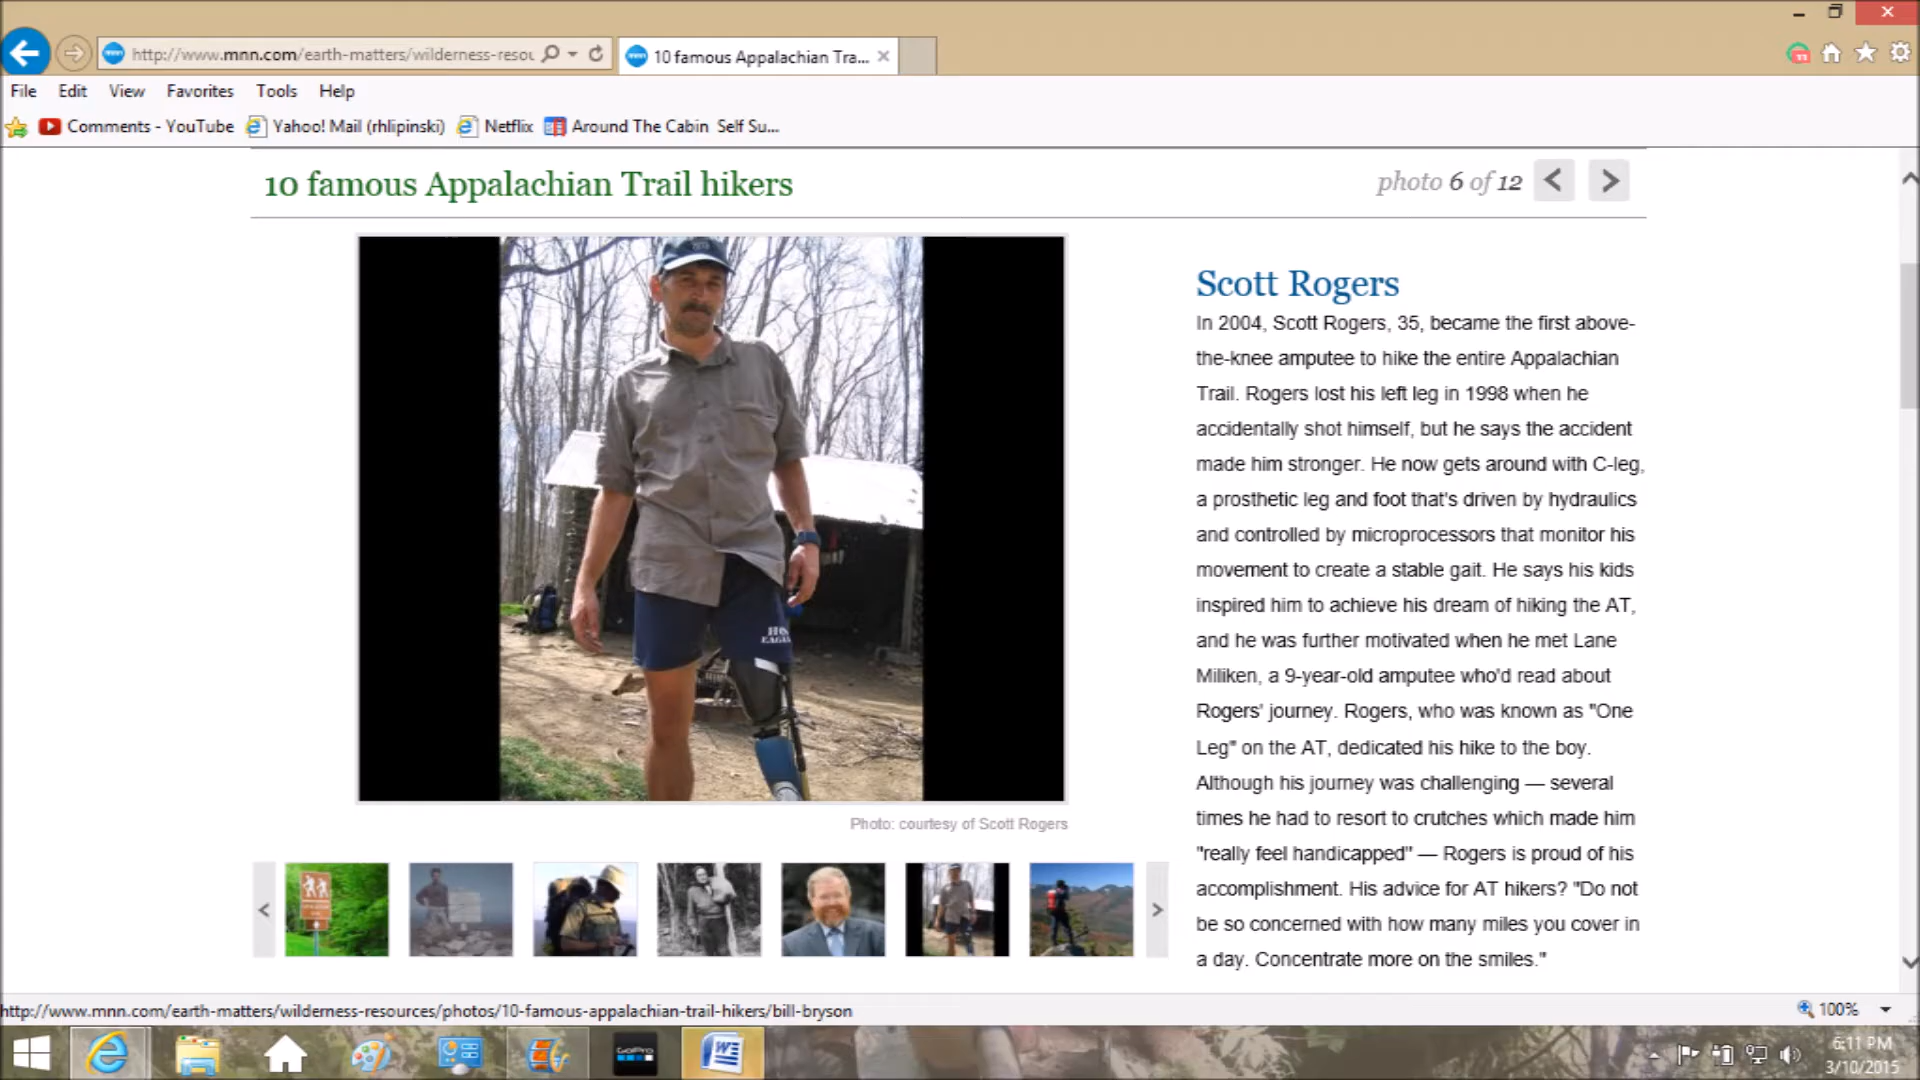 http://www.mnn.com/earth-matters/wilderness-resou
10 famous Appalachian Tra...
File Edit View Favorites Tools Help
Comments - YouTube Yahoo! Mail (rhlipinski) Netflix Around The Cabin Self Su...
10 famous Appalachian Trail hikers
photo 6 of 12
Scott Rogers
In 2004, Scott Rogers, 35, became the first above-
the-knee amputee to hike the entire Appalachian
Trail. Rogers lost his left leg in 1998 when he
accidentally shot himself, but he says the accident
made him stronger. He now gets around with C-leg,
a prosthetic leg and foot that's driven by hydraulics
and controlled by microprocessors that monitor his
movement to create a stable gait. He says his kids
inspired him to achieve his dream of hiking the AT,
and he was further motivated when he met Lane
Miliken, a 9-year-old amputee who'd read about
Rogers' journey. Rogers, who was known as "One
Leg" on the AT, dedicated his hike to the boy.
Although his journey was challenging — several
times he had to resort to crutches which made him
"really feel handicapped" — Rogers is proud of his
accomplishment. His advice for AT hikers? "Do not
be so concerned with how many miles you cover in
a day. Concentrate more on the smiles."
Photo: courtesy of Scott Rogers
http://www.mnn.com/earth-matters/wilderness-resources/photos/10-famous-appalachian-trail-hikers/bill-bryson
100%
GoPro
6:11 PM
3/10/2015